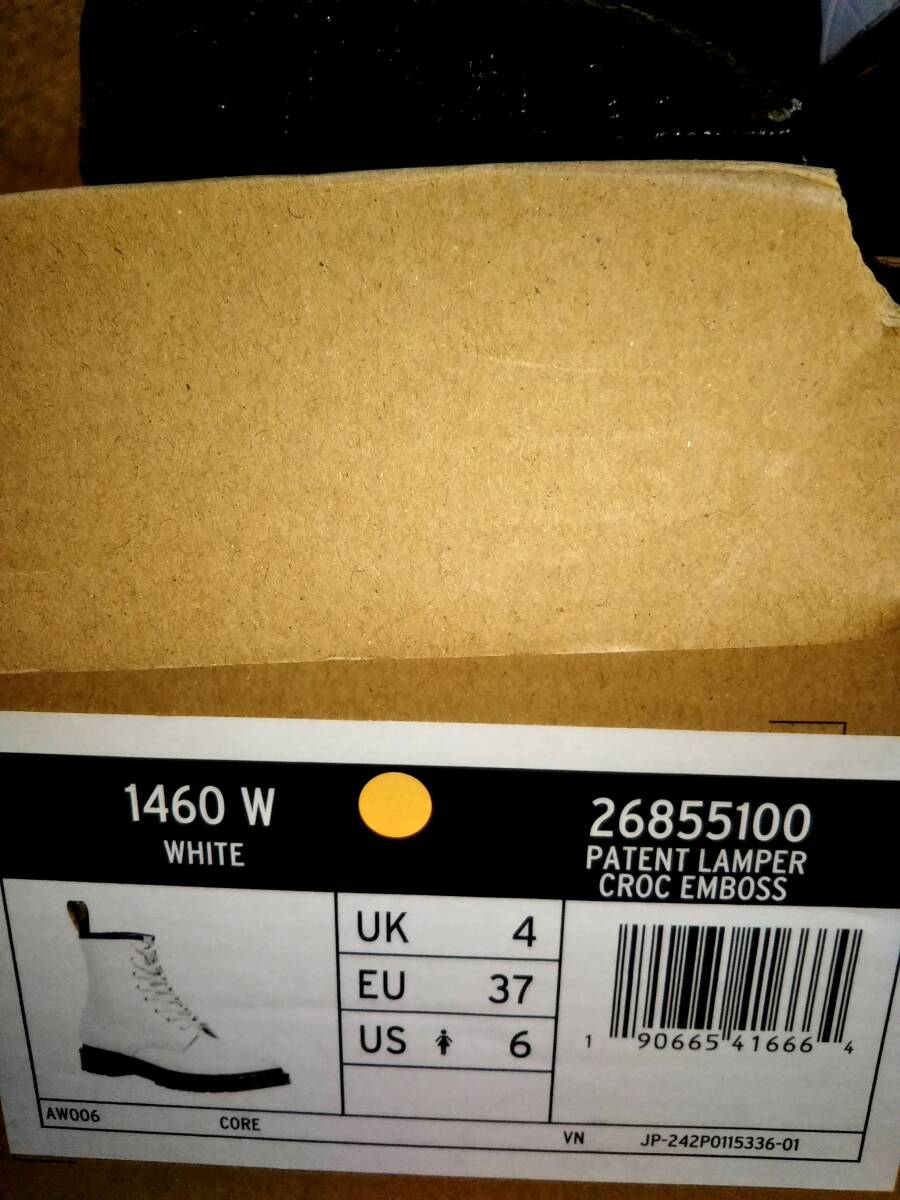 1460 W
WHITE
26855100
PATENT LAMPER
CROC EMBOSS
UK 4
EU 37
US 6
1 90665 41666 4
AW006
CORE
VN
JP-242P0115336-01